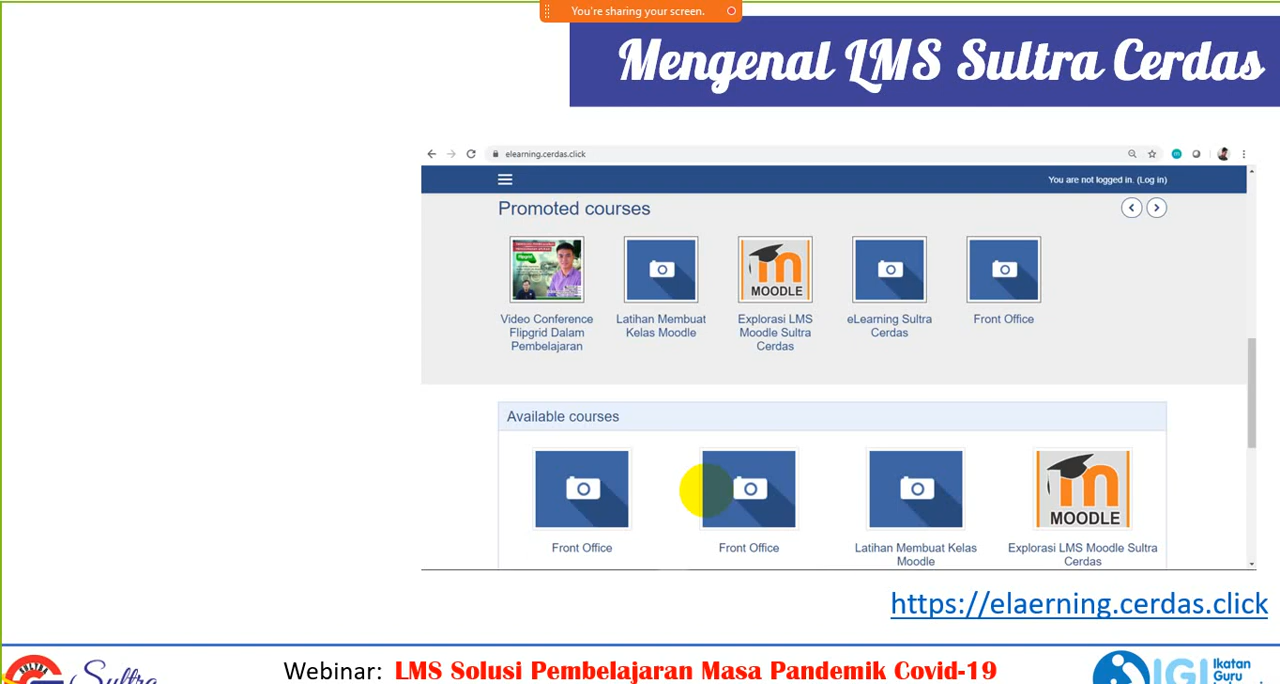 You're sharing your screen.
Mengenal LMS Sultra Cerdas
elearning.cerdas.click
You are not logged in. (Log in)
Promoted courses
MOODLE
Video Conference Flipgrid Dalam Pembelajaran
Latihan Membuat Kelas Moodle
Explorasi LMS Moodle Sultra Cerdas
eLearning Sultra Cerdas
Front Office
Available courses
MOODLE
Front Office
Front Office
Latihan Membuat Kelas Moodle
Explorasi LMS Moodle Sultra Cerdas
https://elaerning.cerdas.click
SULTRA
Sultra
Webinar: LMS Solusi Pembelajaran Masa Pandemik Covid-19
IGI
Ikatan
Guru